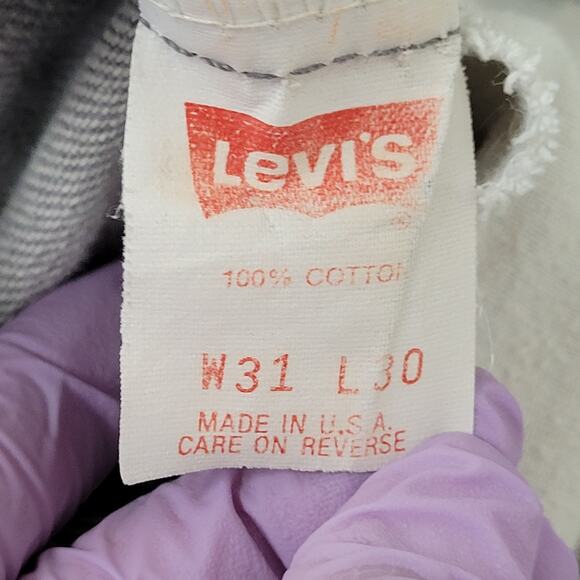 Levi's
100% COTTON
W31 L30
MADE IN U.S.A.
CARE ON REVERSE